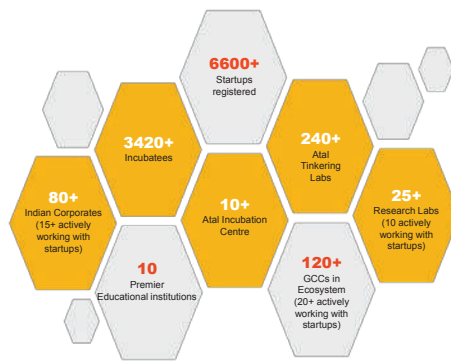 6600+
Startups
registered
3420+
Incubatees
240+
Atal
Tinkering
Labs
80+
Indian Corporates
(15+ actively
working with
startups)
10+
Atal Incubation
Centre
25+
Research Labs
(10 actively
working with
startups)
10
Premier
Educational institutions
120+
GCCs in
Ecosystem
(20+ actively
working with
startups)